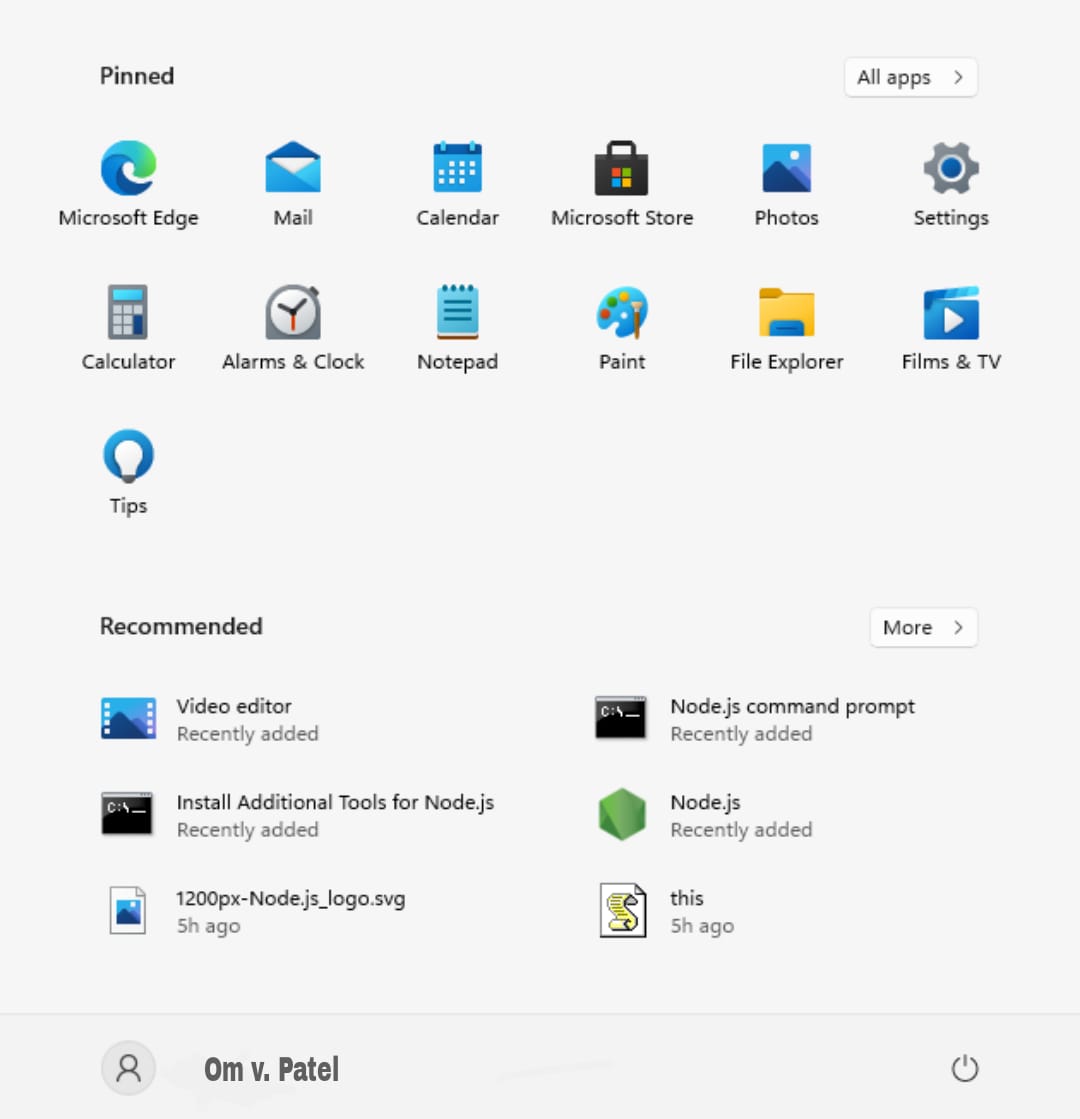 Pinned
All apps
Microsoft Edge
Mail
Calendar
Microsoft Store
Photos
Settings
Calculator
Alarms & Clock
Notepad
Paint
File Explorer
Films & TV
Tips
Recommended
More
Video editor
Recently added
Node.js command prompt
Recently added
Install Additional Tools for Node.js
Recently added
Node.js
Recently added
1200px-Node.js_logo.svg
5h ago
this
5h ago
Om v. Patel